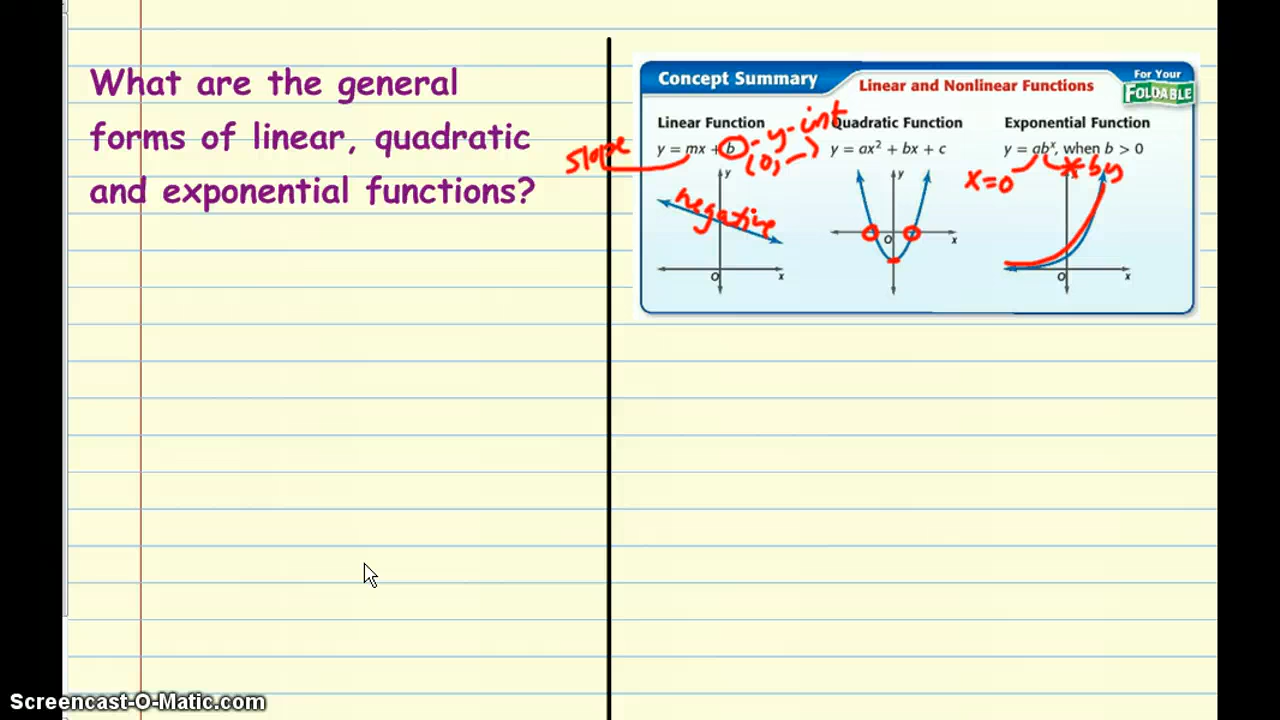 What are the general
forms of linear, quadratic
and exponential functions?
Concept Summary
Linear and Nonlinear Functions
For Your
FOLDABLE
Linear Function
Quadratic Function
Exponential Function
y = mx + b
y = ax² + bx + c
y = abˣ, when b > 0
slope
y-int
(0, –)
negative
x=0
* by
y
x
O
y
x
O
x
O
Screencast-O-Matic.com